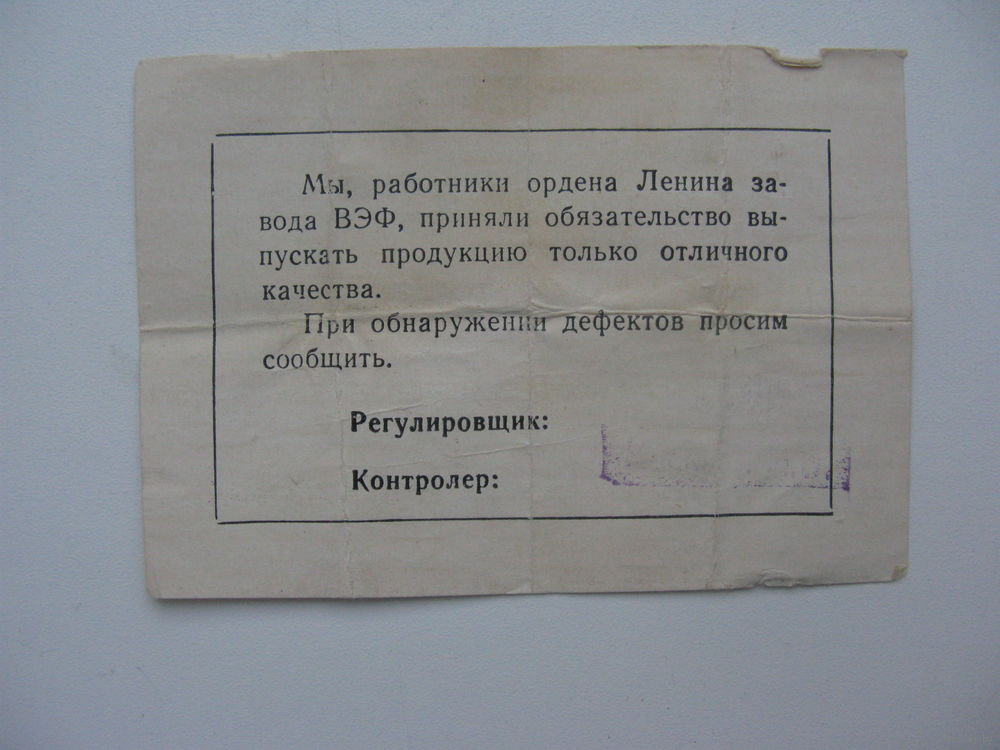 Мы, работники ордена Ленина за-
вода ВЭФ, приняли обязательство вы-
пускать продукцию только отличного
качества.
При обнаружении дефектов просим
сообщить.
Регулировщик:
Контролер: